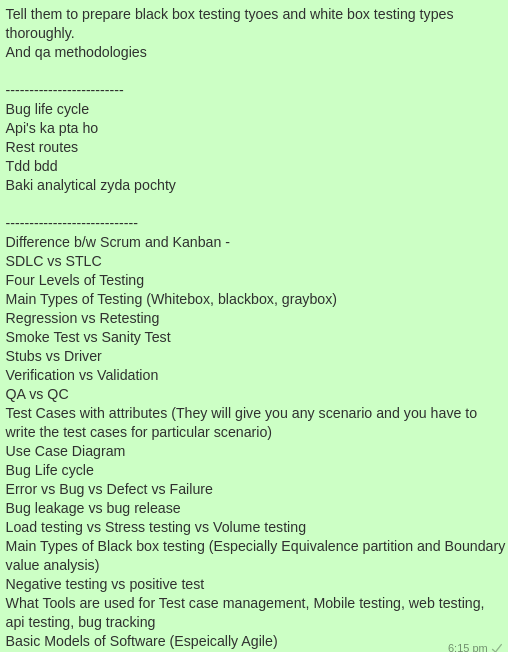 Tell them to prepare black box testing tyoes and white box testing types
thoroughly.
And qa methodologies
-------------------------
Bug life cycle
Api's ka pta ho
Rest routes
Tdd bdd
Baki analytical zyda pochty
----------------------------
Difference b/w Scrum and Kanban -
SDLC vs STLC
Four Levels of Testing
Main Types of Testing (Whitebox, blackbox, graybox)
Regression vs Retesting
Smoke Test vs Sanity Test
Stubs vs Driver
Verification vs Validation
QA vs QC
Test Cases with attributes (They will give you any scenario and you have to
write the test cases for particular scenario)
Use Case Diagram
Bug Life cycle
Error vs Bug vs Defect vs Failure
Bug leakage vs bug release
Load testing vs Stress testing vs Volume testing
Main Types of Black box testing (Especially Equivalence partition and Boundary
value analysis)
Negative testing vs positive test
What Tools are used for Test case management, Mobile testing, web testing,
api testing, bug tracking
Basic Models of Software (Espeically Agile)
6:15 pm